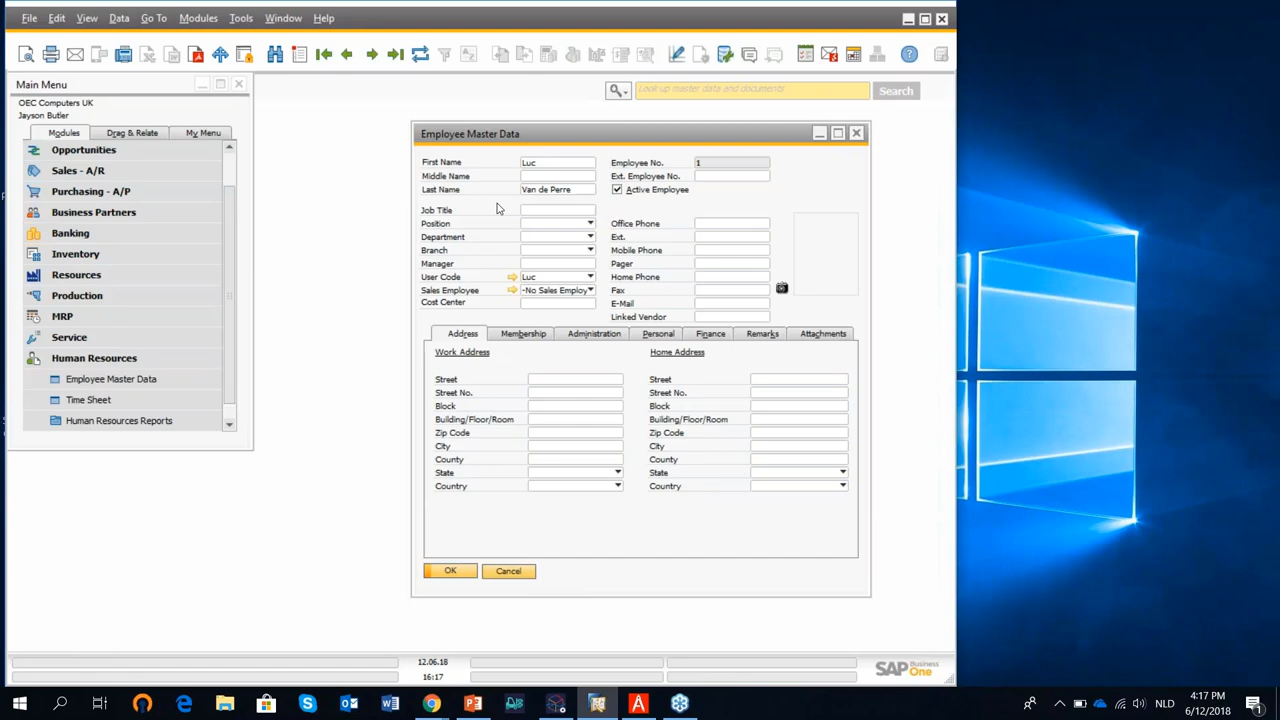 File Edit View Data Go To Modules Tools Window Help
Main Menu
OEC Computers UK
Jayson Butler
Modules Drag & Relate My Menu
Opportunities
Sales - A/R
Purchasing - A/P
Business Partners
Banking
Inventory
Resources
Production
MRP
Service
Human Resources
Employee Master Data
Time Sheet
Human Resources Reports
Look up master data and documents Search
Employee Master Data
First Name Luc Employee No. 1
Middle Name Ext. Employee No.
Last Name Van de Perre Active Employee
Job Title
Position Office Phone
Department Ext.
Branch Mobile Phone
Manager Pager
User Code Luc Home Phone
Sales Employee -No Sales Employ Fax
Cost Center E-Mail
Linked Vendor
Address Membership Administration Personal Finance Remarks Attachments
Work Address Home Address
Street Street
Street No. Street No.
Block Block
Building/Floor/Room Building/Floor/Room
Zip Code Zip Code
City City
County County
State State
Country Country
OK Cancel
12.06.18
16:17
SAP Business One
NLD
4:17 PM
6/12/2018
1